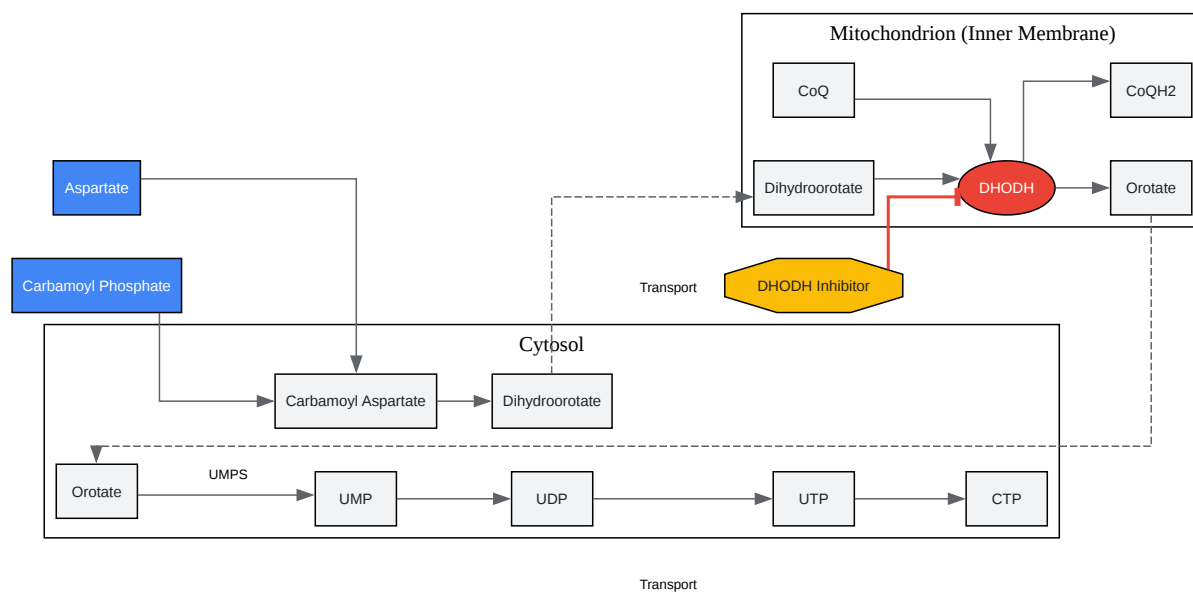 Mitochondrion (Inner Membrane)
CoQ
CoQH2
Aspartate
Dihydroorotate
DHODH
Orotate
Carbamoyl Phosphate
Transport
DHODH Inhibitor
Cytosol
Carbamoyl Aspartate
Dihydroorotate
Orotate
UMPS
UMP
UDP
UTP
CTP
Transport